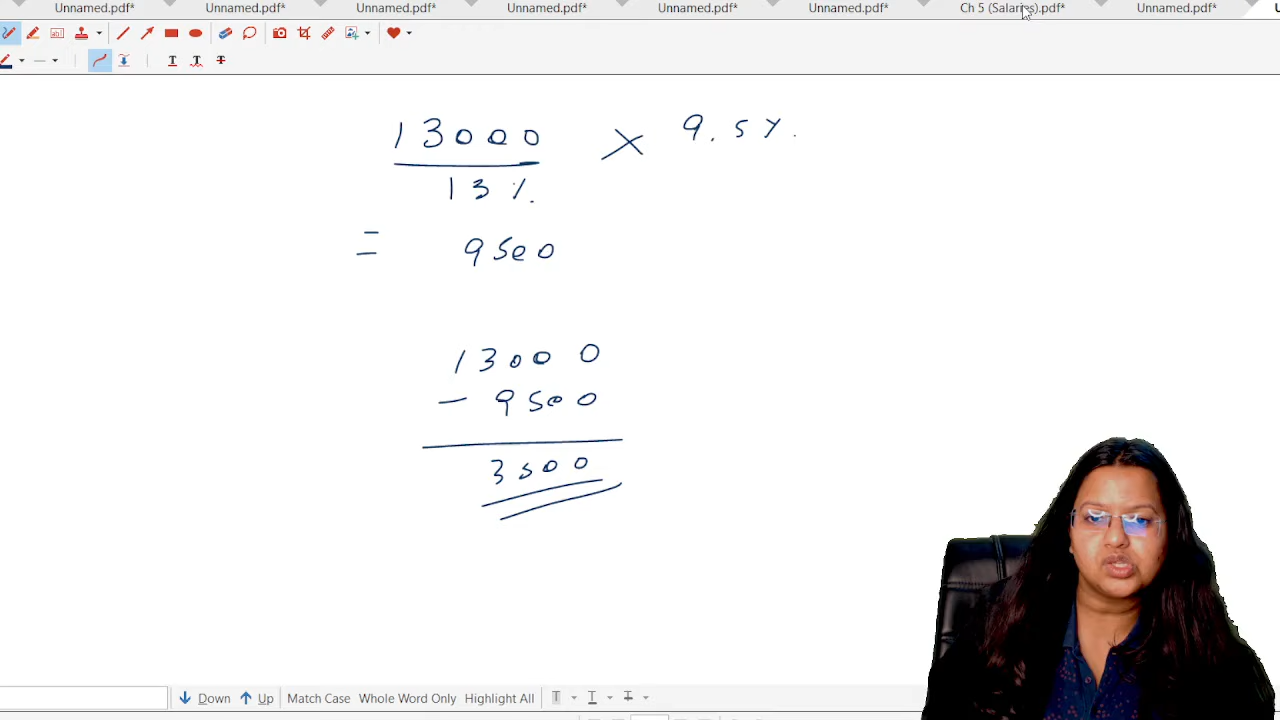 Unnamed.pdf* Unnamed.pdf* Unnamed.pdf* Unnamed.pdf* Unnamed.pdf* Unnamed.pdf* Ch 5 (Salaries).pdf* Unnamed.pdf*
13000 × 9.5%
13%
= 9500
13000
- 9500
3500
Down Up Match Case Whole Word Only Highlight All